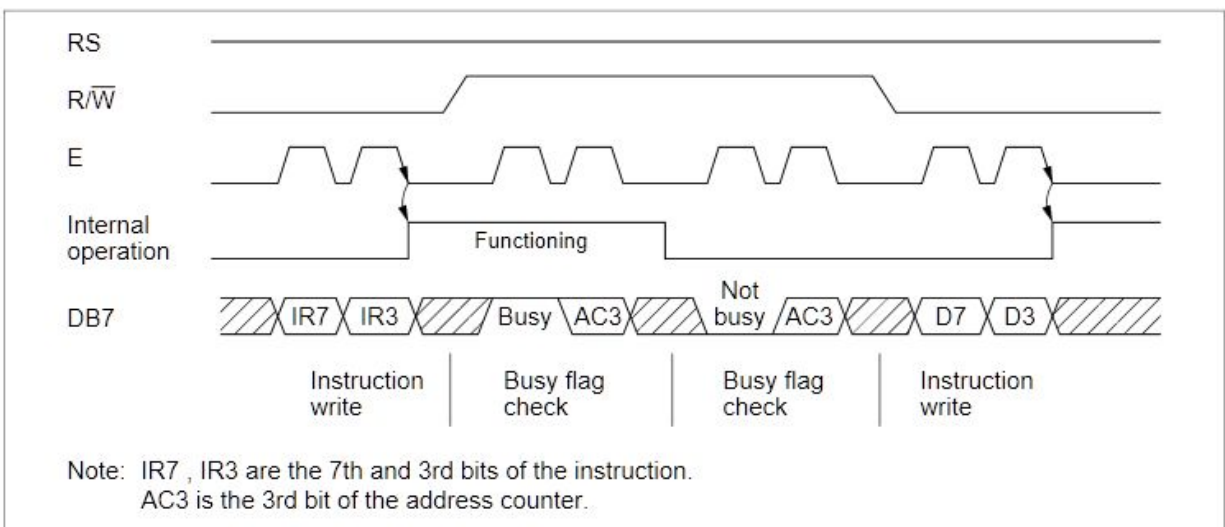 RS
R/W̅
E
Internal
operation
Functioning
DB7
IR7 IR3 Busy AC3 Not
busy AC3 D7 D3
Instruction
write
Busy flag
check
Busy flag
check
Instruction
write
Note: IR7 , IR3 are the 7th and 3rd bits of the instruction.
AC3 is the 3rd bit of the address counter.